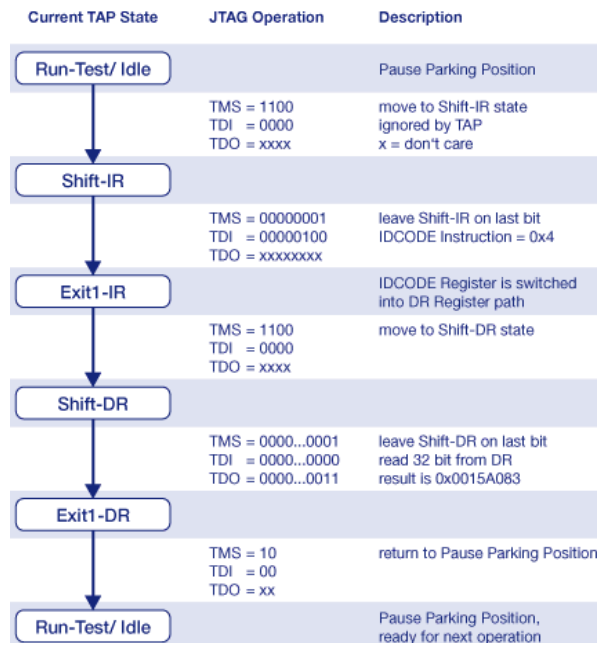 Current TAP State JTAG Operation Description
Run-Test/ Idle Pause Parking Position
TMS = 1100 move to Shift-IR state
TDI = 0000 ignored by TAP
TDO = xxxx x = don't care
Shift-IR
TMS = 00000001 leave Shift-IR on last bit
TDI = 00000100 IDCODE Instruction = 0x4
TDO = xxxxxxxx
Exit1-IR IDCODE Register is switched
into DR Register path
TMS = 1100 move to Shift-DR state
TDI = 0000
TDO = xxxx
Shift-DR
TMS = 0000...0001 leave Shift-DR on last bit
TDI = 0000...0000 read 32 bit from DR
TDO = 0000...0011 result is 0x0015A083
Exit1-DR
TMS = 10 return to Pause Parking Position
TDI = 00
TDO = xx
Run-Test/ Idle Pause Parking Position,
ready for next operation